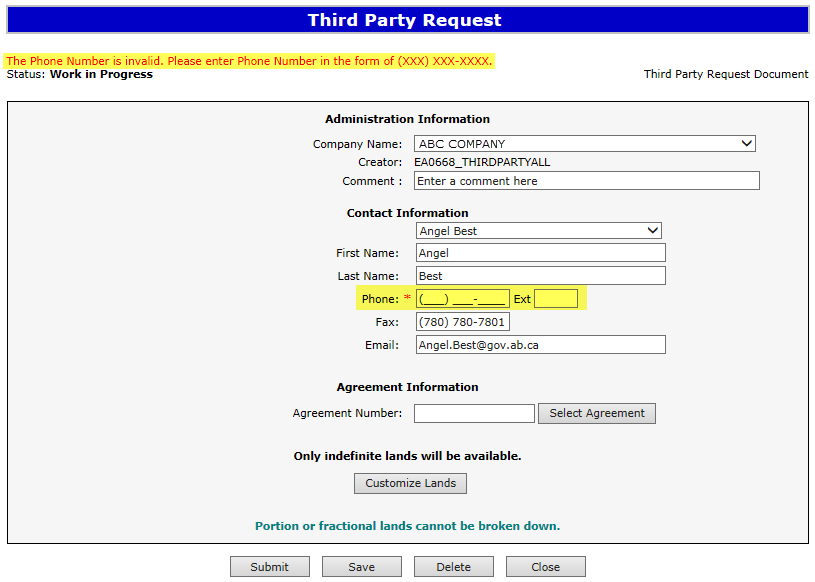 Third Party Request
The Phone Number is invalid. Please enter Phone Number in the form of (XXX) XXX-XXXX.
Status: Work in Progress Third Party Request Document
Administration Information
Company Name: ABC COMPANY
Creator: EA0668_THIRDPARTYALL
Comment : Enter a comment here
Contact Information
Angel Best
First Name: Angel
Last Name: Best
Phone: * (___) ___-____ Ext
Fax: (780) 780-7801
Email: Angel.Best@gov.ab.ca
Agreement Information
Agreement Number: Select Agreement
Only indefinite lands will be available.
Customize Lands
Portion or fractional lands cannot be broken down.
Submit Save Delete Close